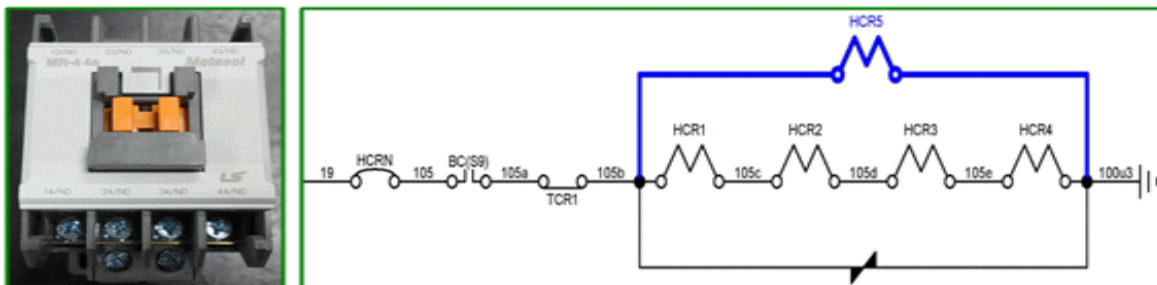 13/NO 23/NO 33/NO 43/NO
MR-4 4a Metasol
14/NO 24/NO 34/NO 44/NO
LS
HCR5
HCR1 HCR2 HCR3 HCR4
19 HCRN 105 BC(S9) 105a TCR1 105b 105c 105d 105e 100u3